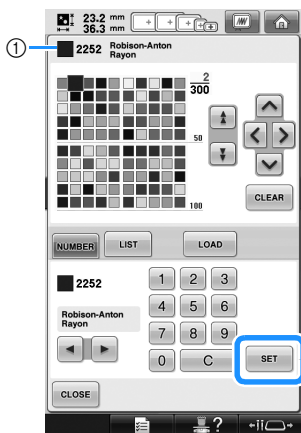 23.2 mm
36.3 mm
1
2252 Robison-Anton
Rayon
2
300
50
100
CLEAR
NUMBER LIST LOAD
2252
1 2 3
Robison-Anton
Rayon
4 5 6
7 8 9
0 C SET
CLOSE
?